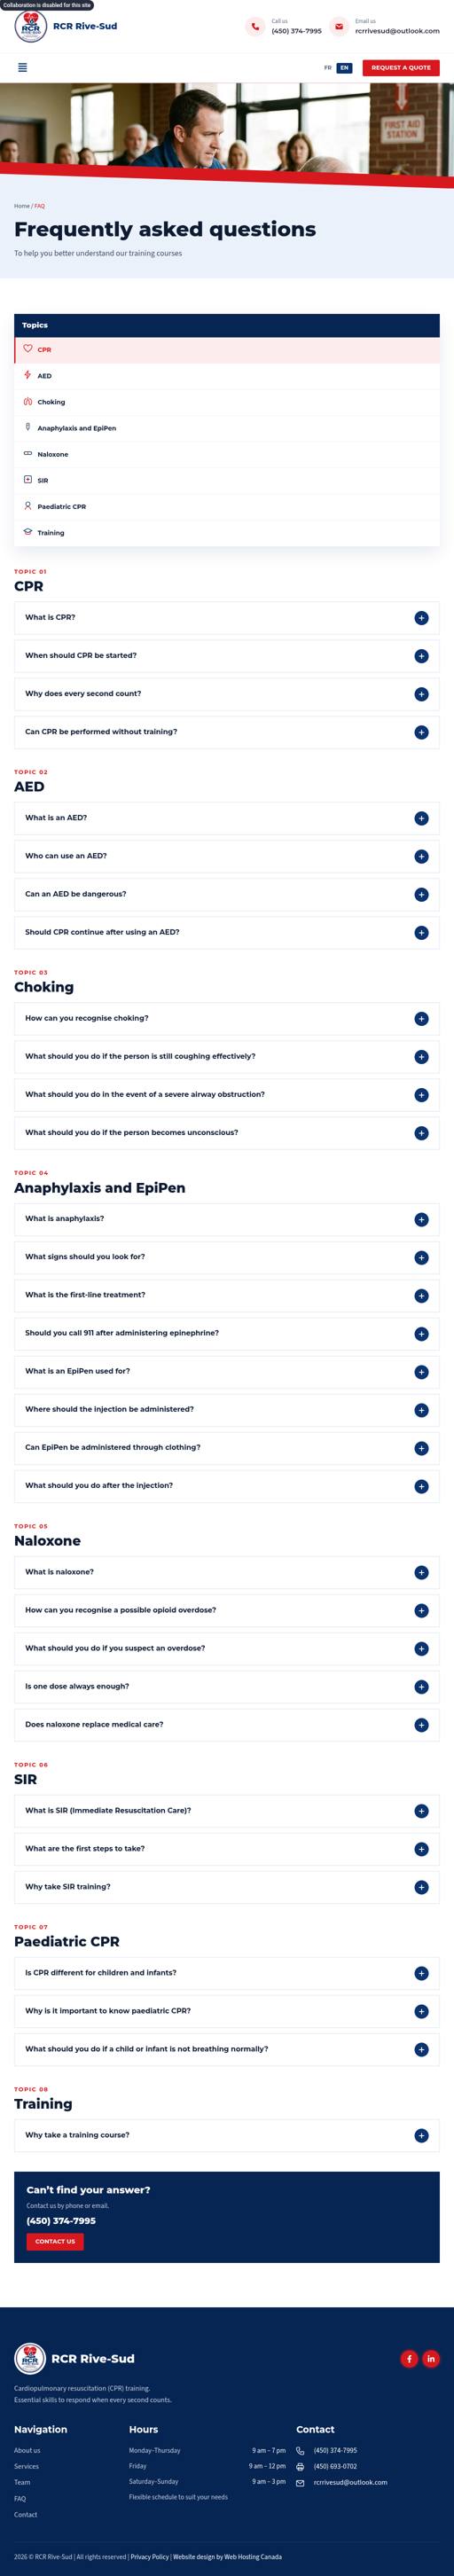 Collaboration is disabled for this site
RCR Rive-Sud
Call us
(450) 374-7995
Email us
rcrrivesud@outlook.com
FR
EN
REQUEST A QUOTE
FIRST AID
STATION
Home / FAQ
Frequently asked questions
To help you better understand our training courses
Topics
CPR
AED
Choking
Anaphylaxis and EpiPen
Naloxone
SIR
Paediatric CPR
Training
TOPIC 01
CPR
What is CPR?
When should CPR be started?
Why does every second count?
Can CPR be performed without training?
TOPIC 02
AED
What is an AED?
Who can use an AED?
Can an AED be dangerous?
Should CPR continue after using an AED?
TOPIC 03
Choking
How can you recognise choking?
What should you do if the person is still coughing effectively?
What should you do in the event of a severe airway obstruction?
What should you do if the person becomes unconscious?
TOPIC 04
Anaphylaxis and EpiPen
What is anaphylaxis?
What signs should you look for?
What is the first-line treatment?
Should you call 911 after administering epinephrine?
What is an EpiPen used for?
Where should the injection be administered?
Can EpiPen be administered through clothing?
What should you do after the injection?
TOPIC 05
Naloxone
What is naloxone?
How can you recognise a possible opioid overdose?
What should you do if you suspect an overdose?
Is one dose always enough?
Does naloxone replace medical care?
TOPIC 06
SIR
What is SIR (Immediate Resuscitation Care)?
What are the first steps to take?
Why take SIR training?
TOPIC 07
Paediatric CPR
Is CPR different for children and infants?
Why is it important to know paediatric CPR?
What should you do if a child or infant is not breathing normally?
TOPIC 08
Training
Why take a training course?
Can't find your answer?
Contact us by phone or email.
(450) 374-7995
CONTACT US
RCR Rive-Sud
Cardiopulmonary resuscitation (CPR) training.
Essential skills to respond when every second counts.
Navigation
About us
Services
Team
FAQ
Contact
Hours
Monday–Thursday 9 am – 7 pm
Friday 9 am – 12 pm
Saturday–Sunday 9 am – 3 pm
Flexible schedule to suit your needs
Contact
(450) 374-7995
(450) 693-0702
rcrrivesud@outlook.com
2026 © RCR Rive-Sud | All rights reserved | Privacy Policy | Website design by Web Hosting Canada